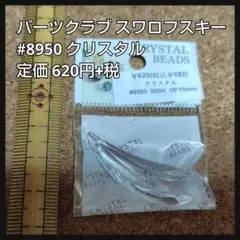 パーツクラブ スワロフスキー
#8950 クリスタル
定価 620円+税
CRYSTAL
BEADS
¥620(税込¥682)
クリスタル
#8950 005N 50*15mm